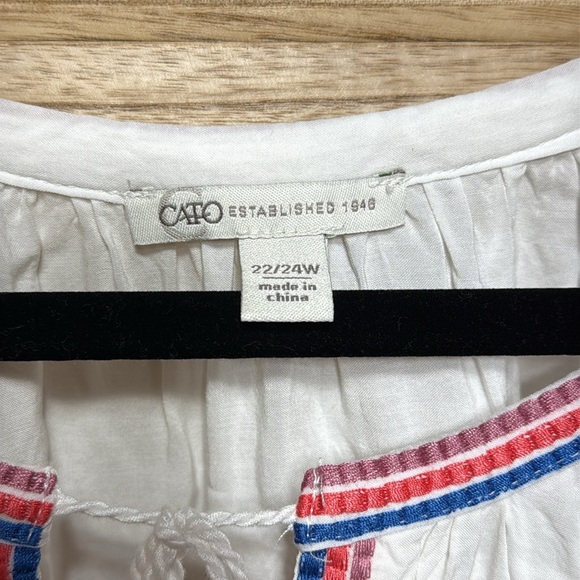 CATO ESTABLISHED 1946
22/24W
made in
china